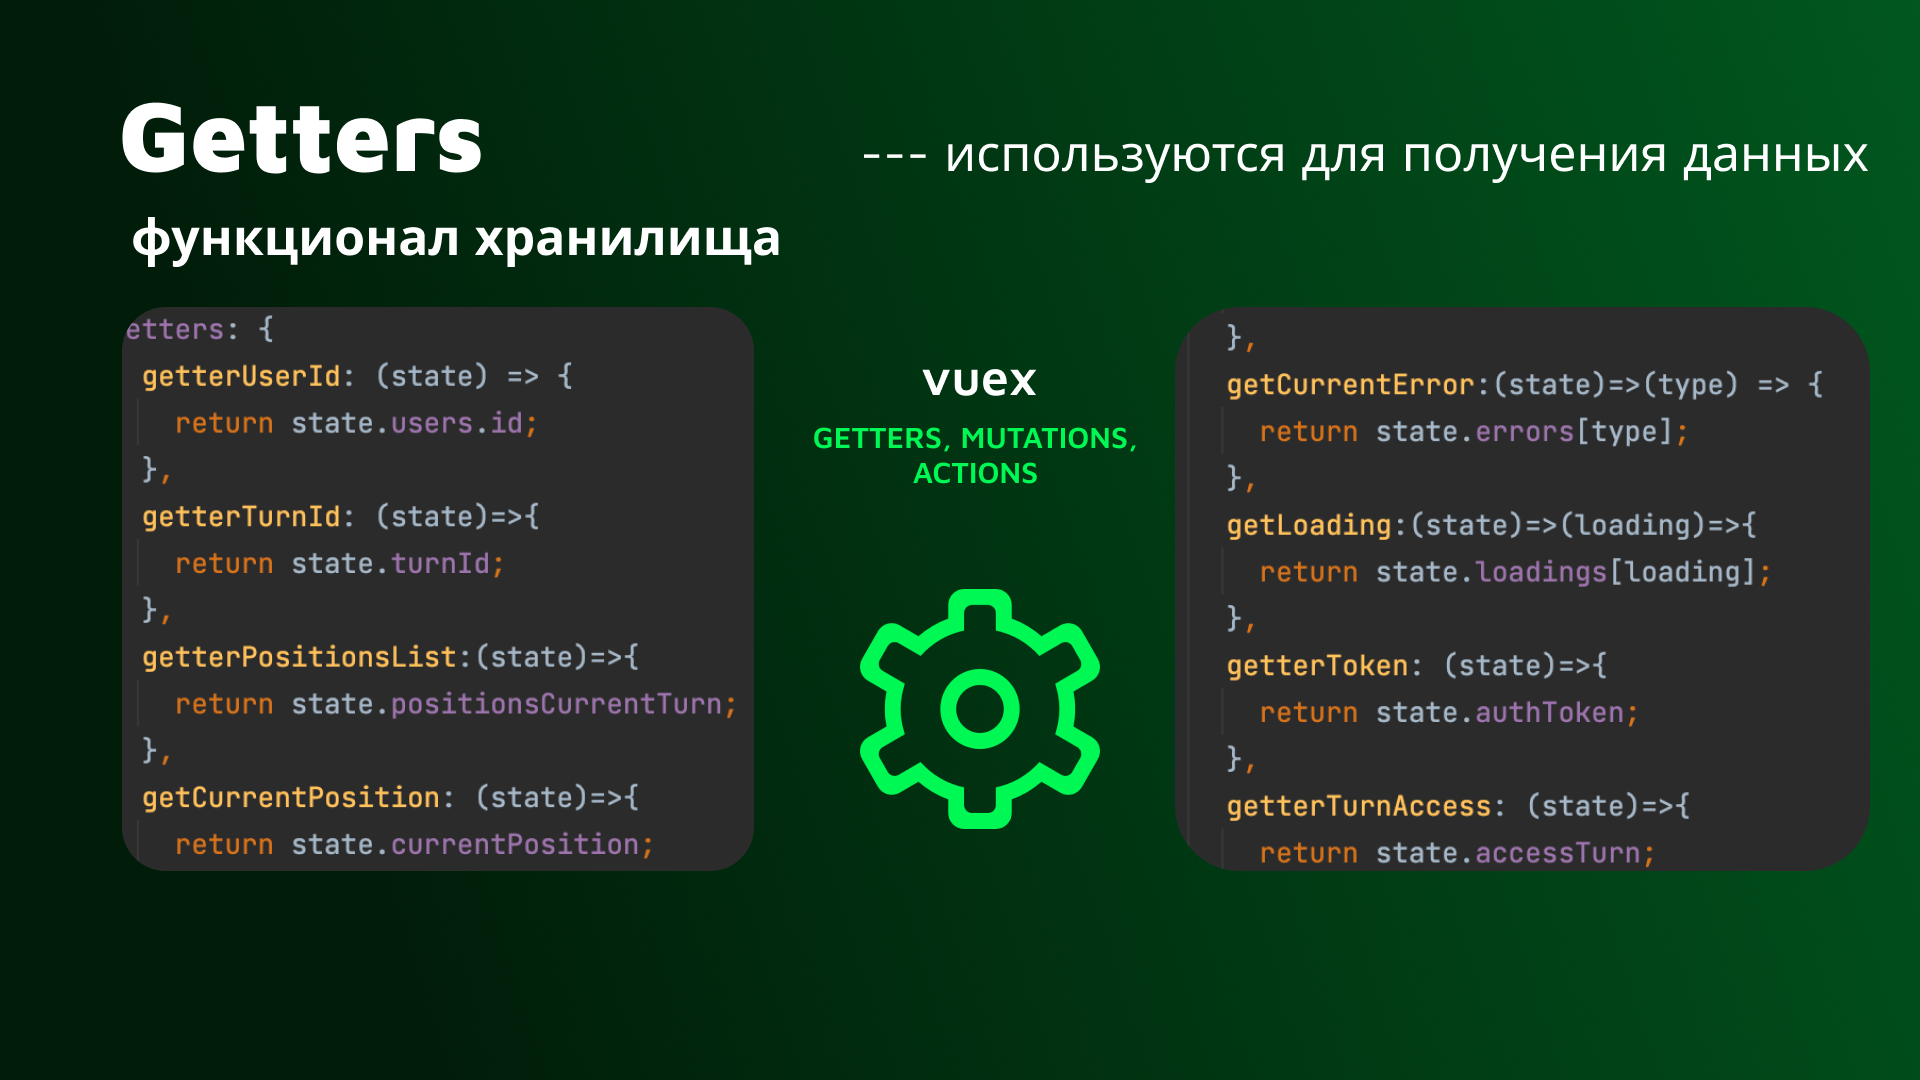 Getters
--- используются для получения данных
функционал хранилища
etters: {
getterUserId: (state) => {
return state.users.id;
},
getterTurnId: (state)=>{
return state.turnId;
},
getterPositionsList:(state)=>{
return state.positionsCurrentTurn;
},
getCurrentPosition: (state)=>{
return state.currentPosition;
vuex
GETTERS, MUTATIONS,
ACTIONS
},
getCurrentError:(state)=>(type) => {
return state.errors[type];
},
getLoading:(state)=>(loading)=>{
return state.loadings[loading];
},
getterToken: (state)=>{
return state.authToken;
},
getterTurnAccess: (state)=>{
return state.accessTurn;